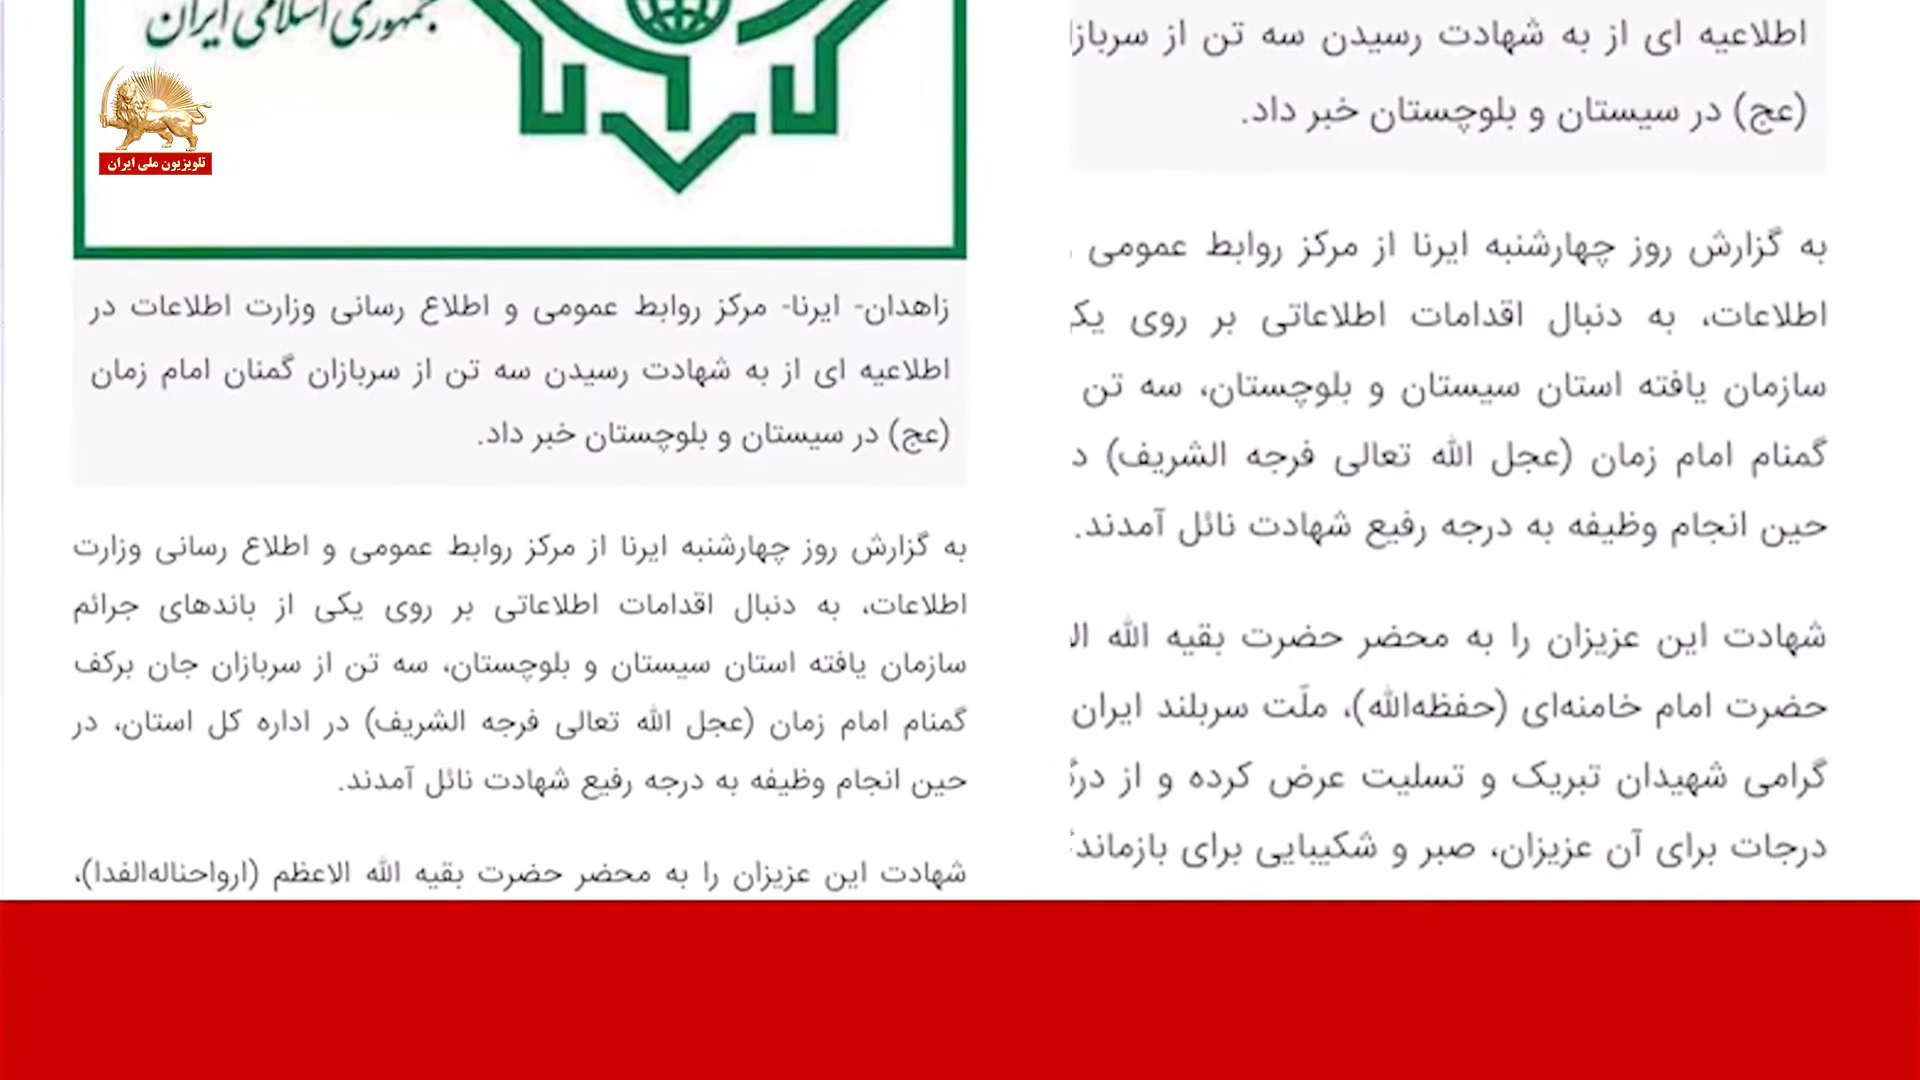 جمهوری اسلامی ایران
تلویزیون ملی ایران
زاهدان- ایرنا- مرکز روابط عمومی و اطلاع رسانی وزارت اطلاعات در
اطلاعیه ای از به شهادت رسیدن سه تن از سربازان گمنان امام زمان
(عج) در سیستان و بلوچستان خبر داد.
به گزارش روز چهارشنبه ایرنا از مرکز روابط عمومی و اطلاع رسانی وزارت
اطلاعات، به دنبال اقدامات اطلاعاتی بر روی یکی از باندهای جرائم
سازمان یافته استان سیستان و بلوچستان، سه تن از سربازان جان برکف
گمنام امام زمان (عجل الله تعالی فرجه الشریف) در اداره کل استان، در
حین انجام وظیفه به درجه رفیع شهادت نائل آمدند.
شهادت این عزیزان را به محضر حضرت بقیه الله الاعظم (ارواحناله‌الفدا)،
اطلاعیه ای از به شهادت رسیدن سه تن از
(عج) در سیستان و بلوچستان خبر داد.
به گزارش روز چهارشنبه ایرنا از مرکز روابط عمومی
اطلاعات، به دنبال اقدامات اطلاعاتی بر روی
سازمان یافته استان سیستان و بلوچستان، سه تن
گمنام امام زمان (عجل الله تعالی فرجه الشریف)
حین انجام وظیفه به درجه رفیع شهادت نائل آمدند.
شهادت این عزیزان را به محضر حضرت بقیه الله
حضرت امام خامنه‌ای (حفظه‌الله)، ملّت سربلند ایران
گرامی شهیدان تبریک و تسلیت عرض کرده و از
درجات برای آن عزیزان، صبر و شکیبایی برای